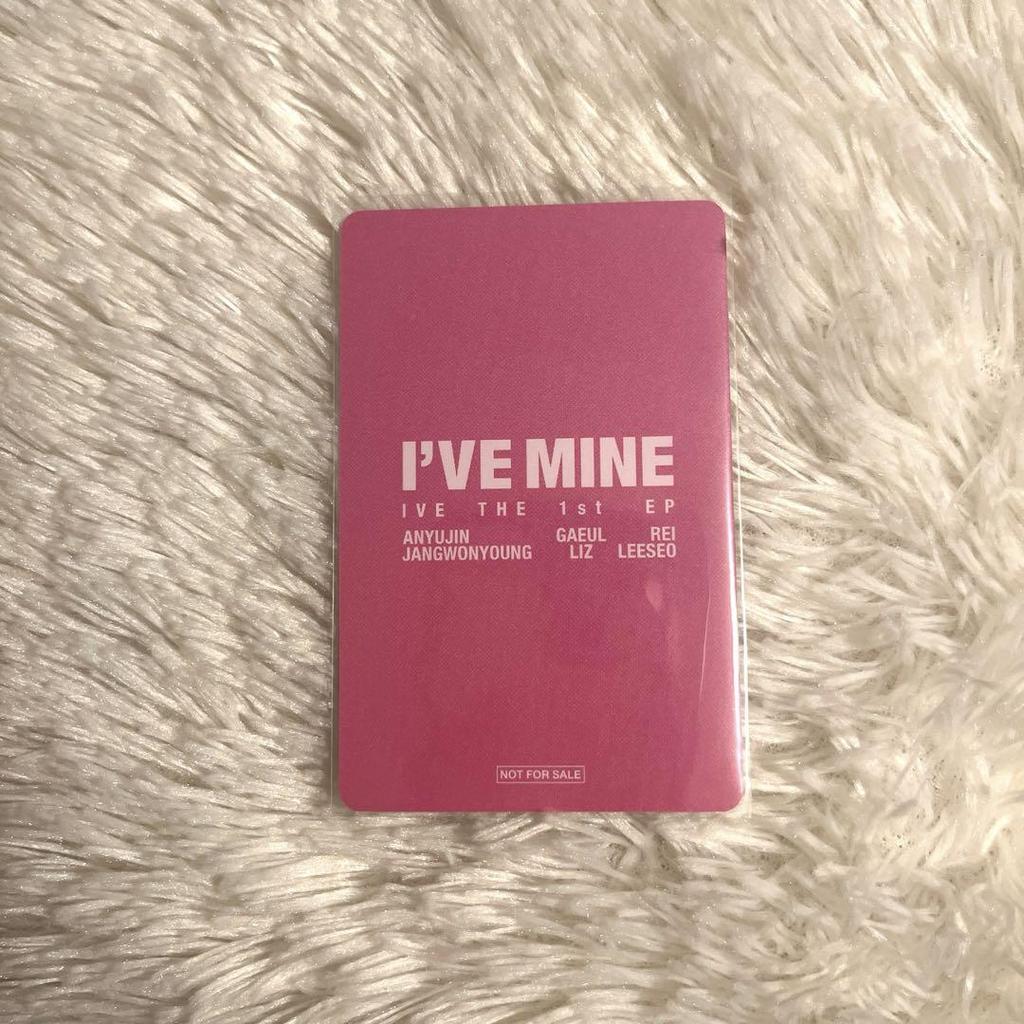 I'VE MINE
IVE THE 1st EP
ANYUJIN GAEUL REI
JANGWONYOUNG LIZ LEESEO
NOT FOR SALE